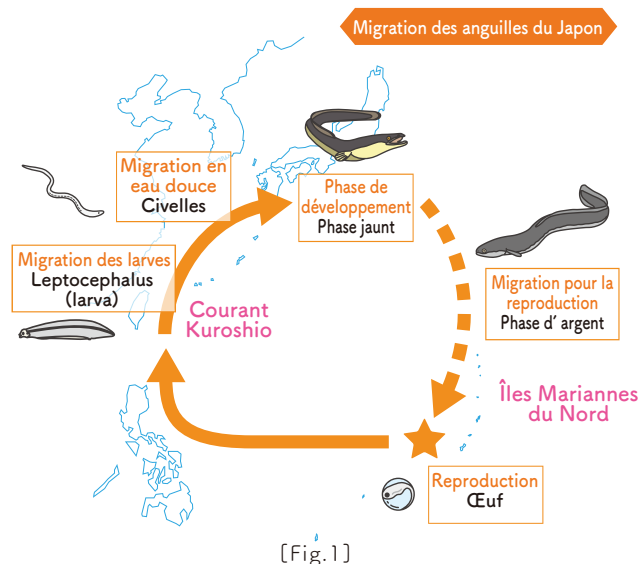 Migration des anguilles du Japon
Migration en
eau douce
Civelles
Phase de
développement
Phase jaunt
Migration des larves
Leptocephalus
(larva)
Migration pour la
reproduction
Phase d’ argent
Courant
Kuroshio
Îles Mariannes
du Nord
Reproduction
Œuf
[Fig.1]